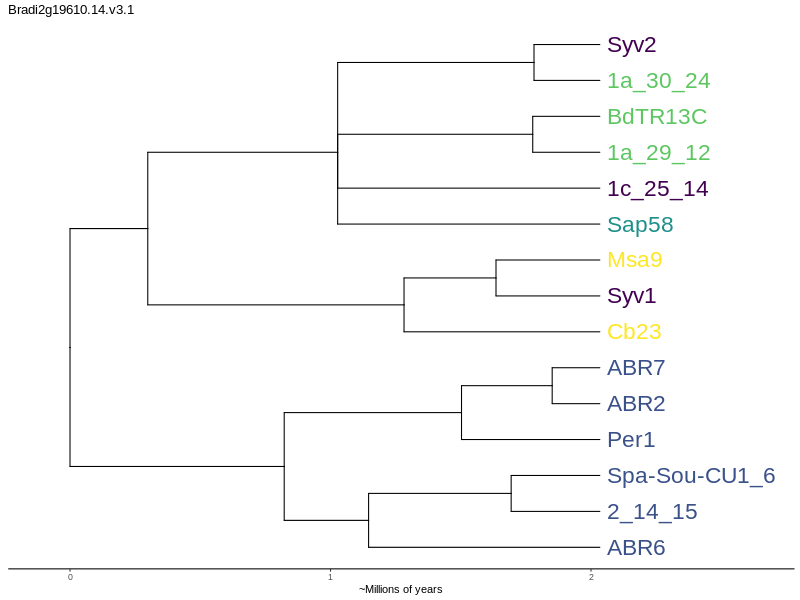 Bradi2g19610.14.v3.1
Syv2
1a_30_24
BdTR13C
1a_29_12
1c_25_14
Sap58
Msa9
Syv1
Cb23
ABR7
ABR2
Per1
Spa-Sou-CU1_6
2_14_15
ABR6
0 1 2
~Millions of years